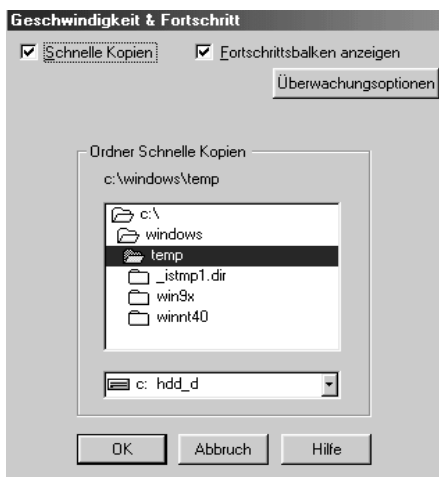 Geschwindigkeit & Fortschritt
Schnelle Kopien
Fortschrittsbalken anzeigen
Überwachungsoptionen
Ordner Schnelle Kopien
c:\windows\temp
c:\
windows
temp
_istmp1.dir
win9x
winnt40
c: hdd_d
OK
Abbruch
Hilfe